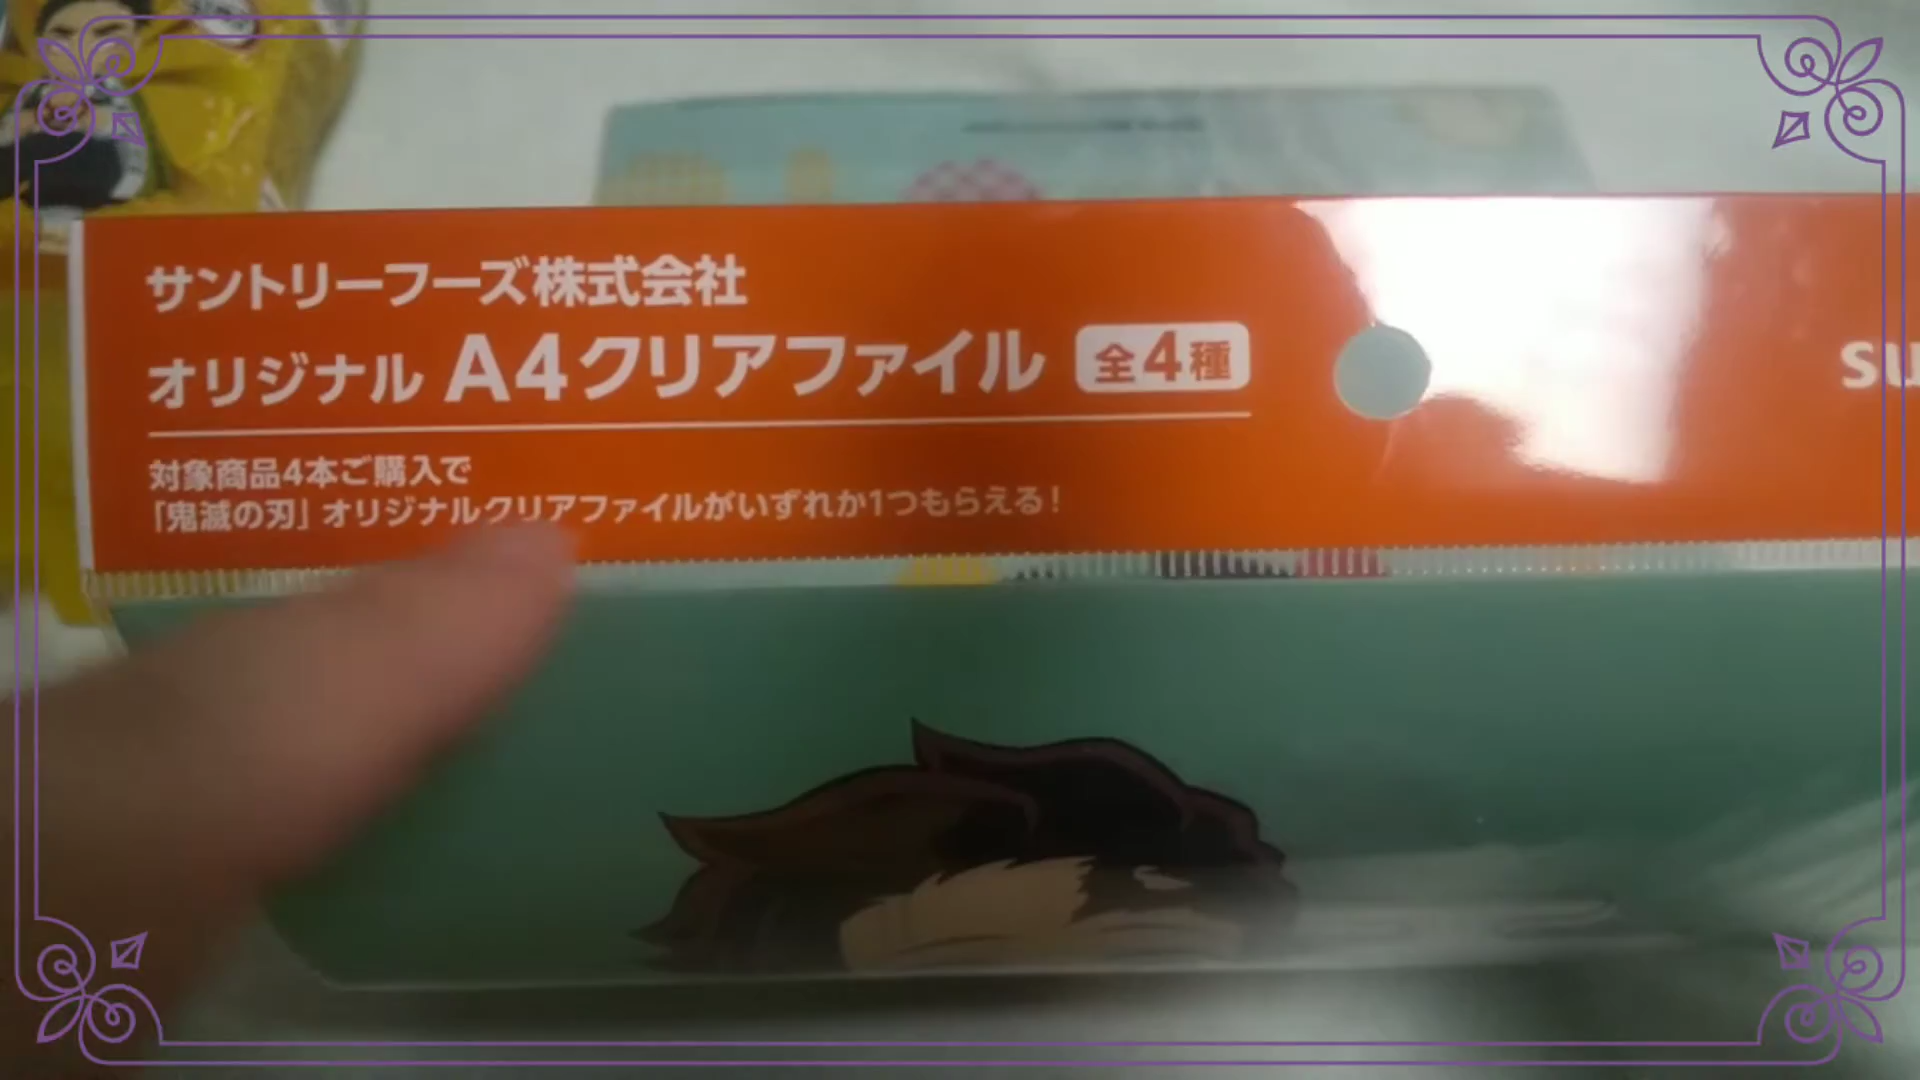 サントリーフーズ株式会社
オリジナル A4クリアファイル 全4種
対象商品4本ご購入で
「鬼滅の刃」オリジナルクリアファイルがいずれか1つもらえる!
SU